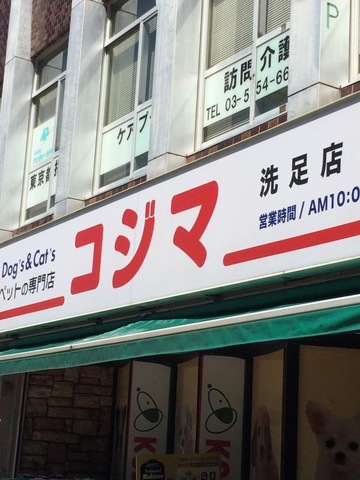 P
訪問介護
TEL 03-5
54-66
ケアプ
東京都
Dog's & Cat's
ペットの専門店
コジマ
洗足店
営業時間 / AM10:0